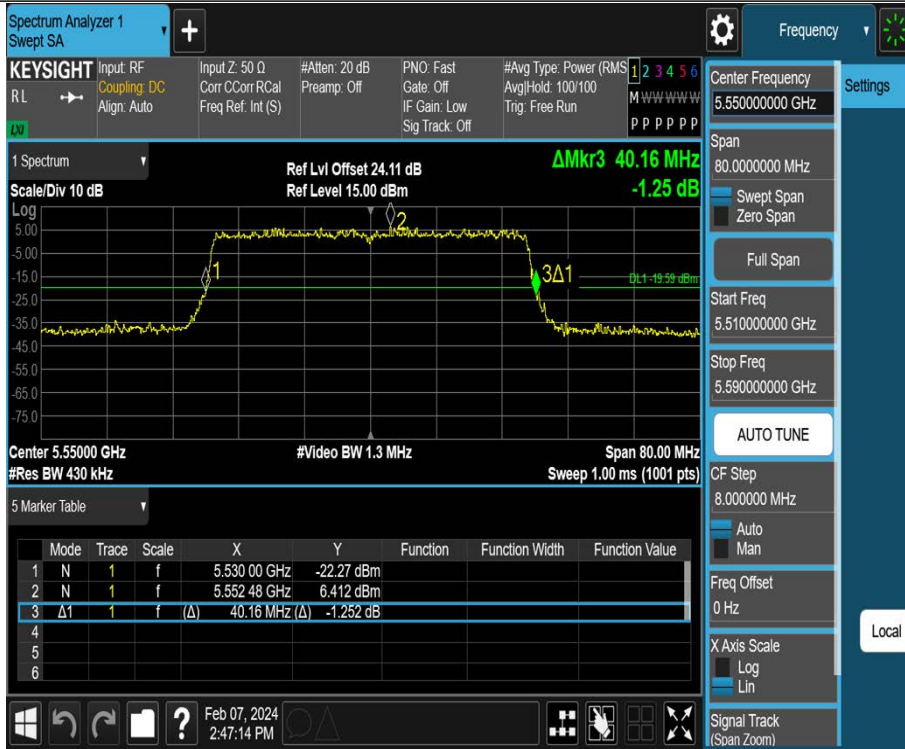 Spectrum Analyzer 1
Swept SA
+
Frequency
KEYSIGHT
RL
LXI
Input: RF
Coupling: DC
Align: Auto
Input Z: 50 Ω
Corr CCorr RCal
Freq Ref: Int (S)
#Atten: 20 dB
Preamp: Off
PNO: Fast
Gate: Off
IF Gain: Low
Sig Track: Off
#Avg Type: Power (RMS
Avg|Hold: 100/100
Trig: Free Run
1 2 3 4 5 6
M W W W W W
P P P P P P
1 Spectrum
Scale/Div 10 dB
Ref Lvl Offset 24.11 dB
Ref Level 15.00 dBm
ΔMkr3 40.16 MHz
-1.25 dB
Log
5.00
-5.00
-15.0
-25.0
-35.0
-45.0
-55.0
-65.0
-75.0
1
2
3Δ1
DL1 -19.59 dBm
Center 5.55000 GHz
#Res BW 430 kHz
#Video BW 1.3 MHz
Span 80.00 MHz
Sweep 1.00 ms (1001 pts)
5 Marker Table
Mode Trace Scale X Y Function Function Width Function Value
1 N 1 f 5.530 00 GHz -22.27 dBm
2 N 1 f 5.552 48 GHz 6.412 dBm
3 Δ1 1 f (Δ) 40.16 MHz (Δ) -1.252 dB
4
5
6
Feb 07, 2024
2:47:14 PM
?
Center Frequency
5.550000000 GHz
Span
80.0000000 MHz
Swept Span
Zero Span
Full Span
Start Freq
5.510000000 GHz
Stop Freq
5.590000000 GHz
AUTO TUNE
CF Step
8.000000 MHz
Auto
Man
Freq Offset
0 Hz
X Axis Scale
Log
Lin
Signal Track
(Span Zoom)
Settings
Local